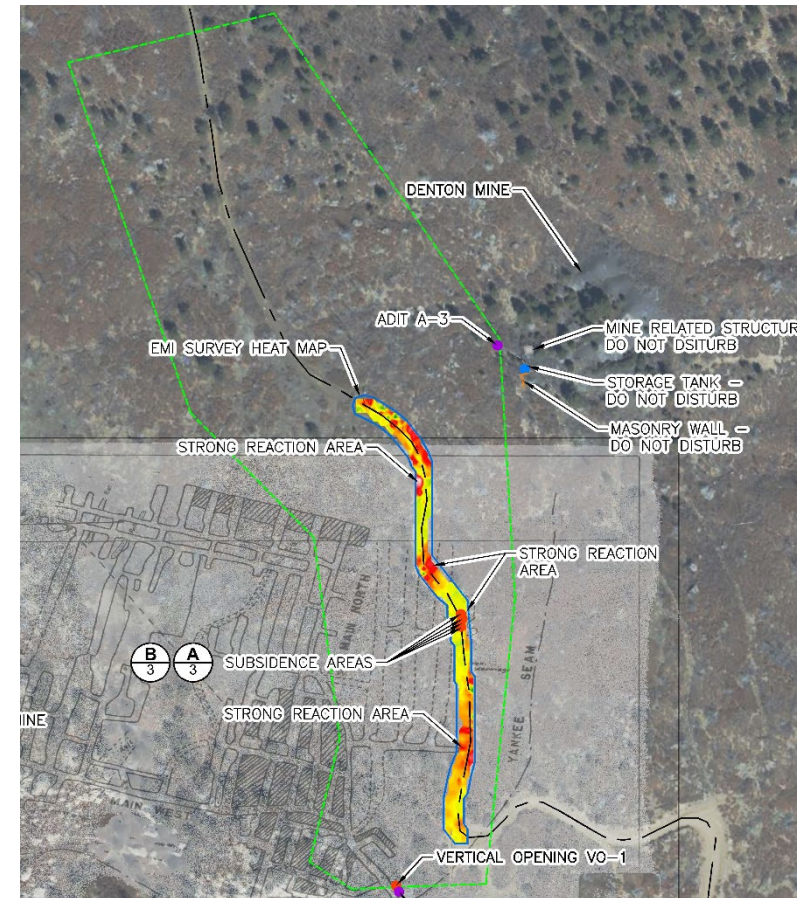 DENTON MINE
ADIT A-3
MINE RELATED STRUCTUR
DO NOT DSITURB
EMI SURVEY HEAT MAP
STORAGE TANK –
DO NOT DISTURB
MASONRY WALL –
DO NOT DISTURB
STRONG REACTION AREA
STRONG REACTION
AREA
MAIN NORTH
B
3
A
3
SUBSIDENCE AREAS
YANKEE SEAM
STRONG REACTION AREA
INE
MAIN WEST
VERTICAL OPENING VO-1